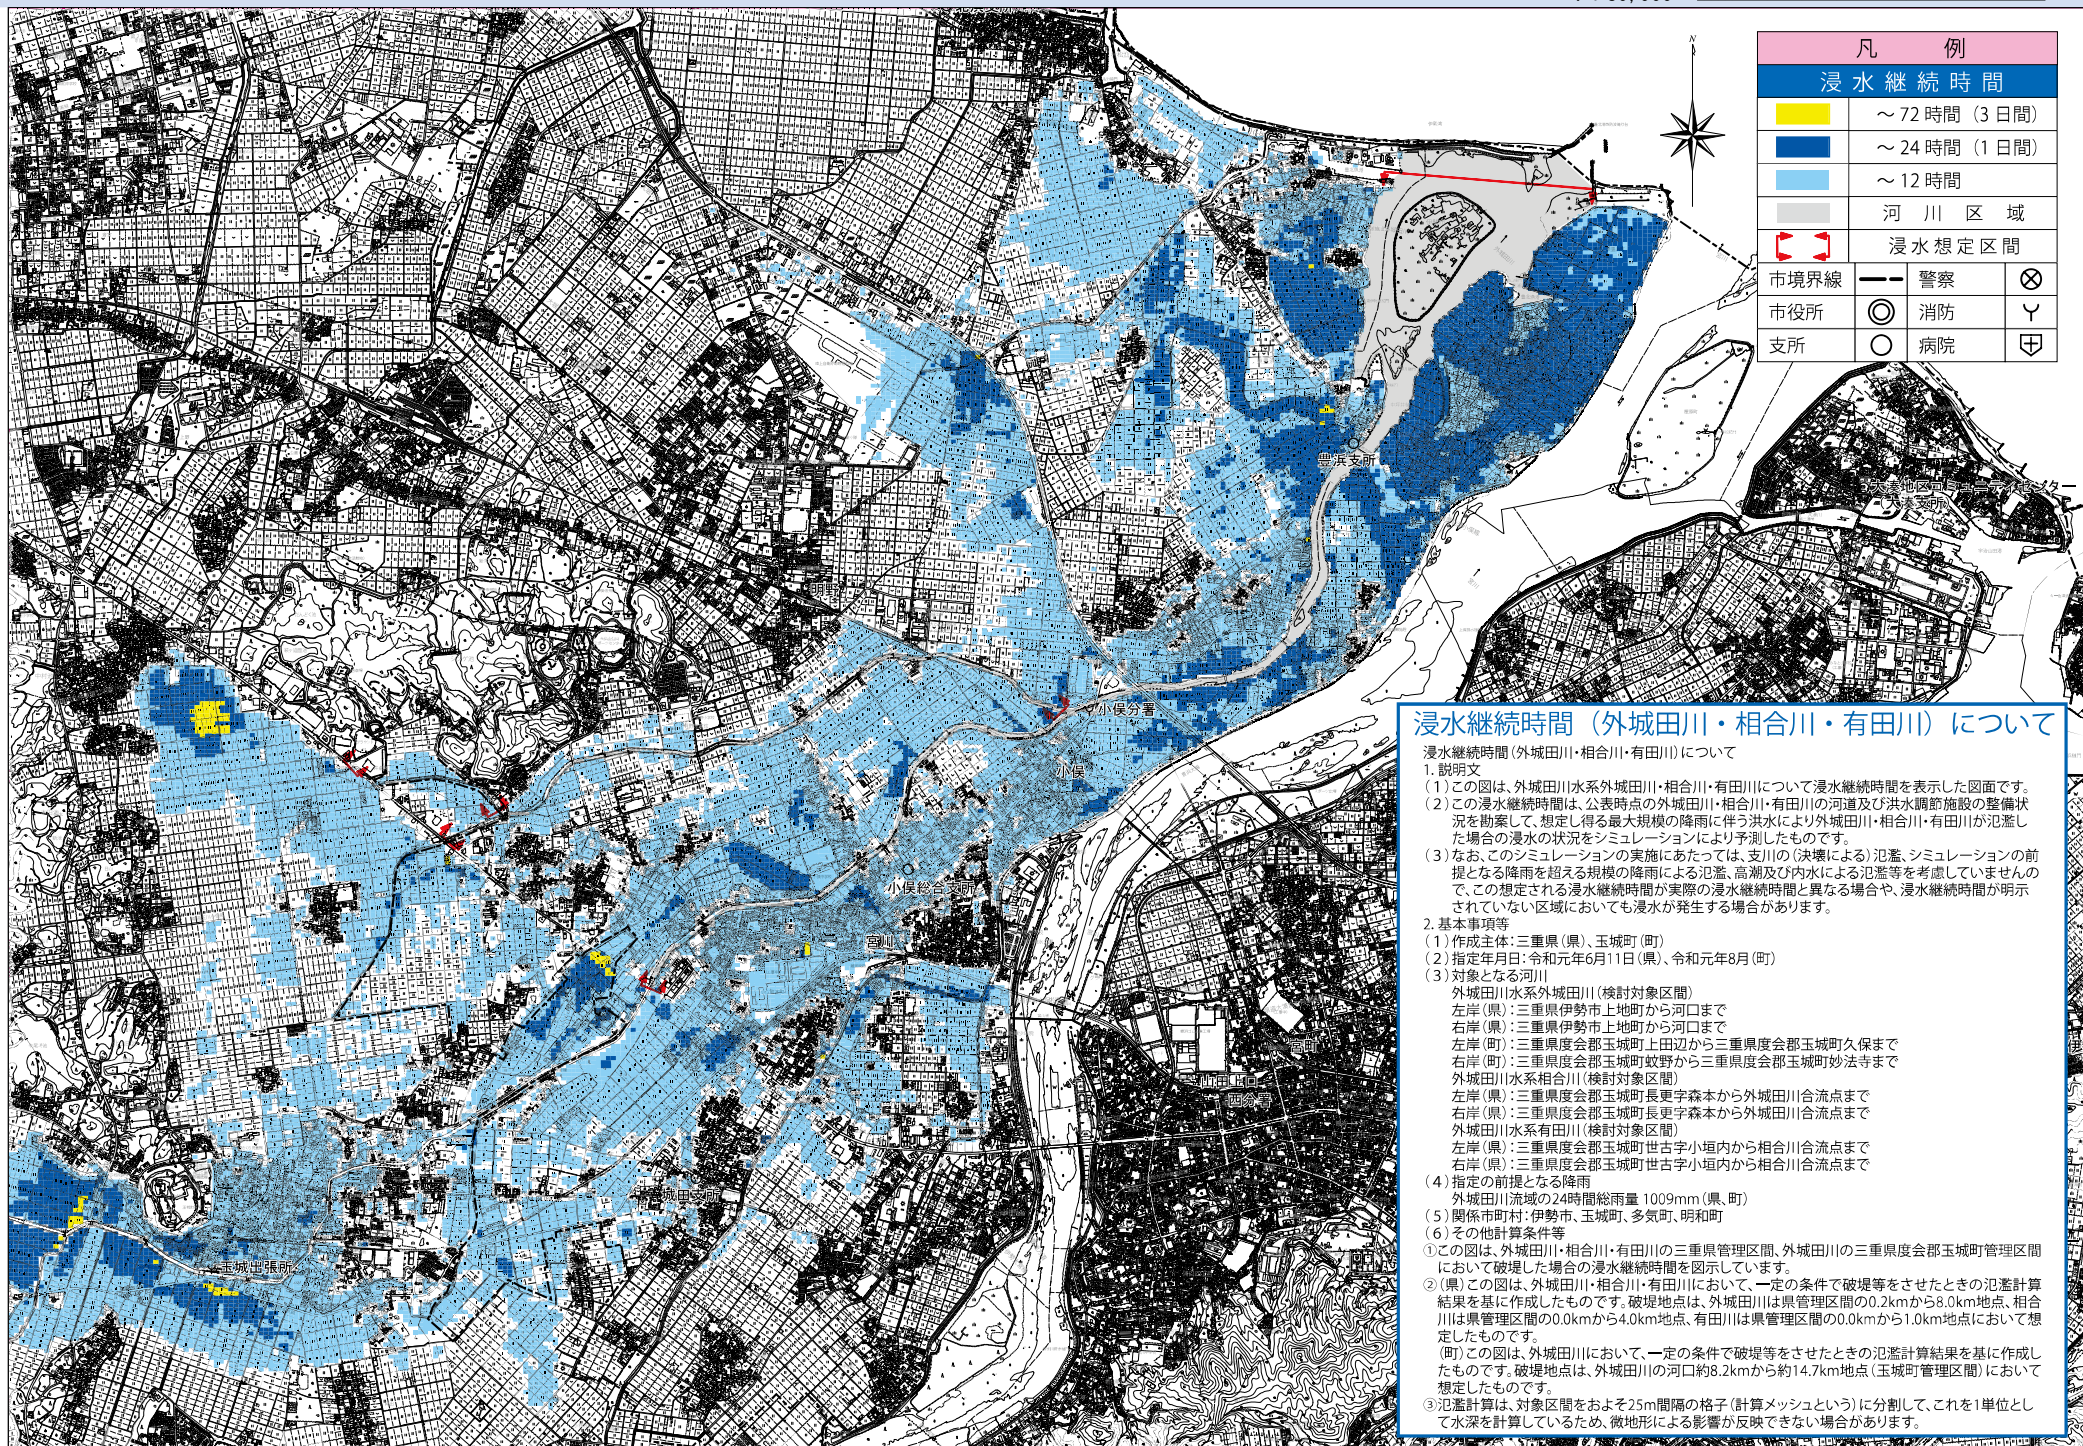 凡 例
浸水継続時間
～72時間（3日間）
～24時間（1日間）
～12時間
河川区域
浸水想定区間
市境界線 警察
市役所 消防
支所 病院
N
豊浜支所
大湊地区コミュニティセンター
大湊支所
明野
小俣分署
小俣
小俣総合支所
宮川
宮町
山田上口
西分署
城田支所
玉城出張所
浸水継続時間（外城田川・相合川・有田川）について
浸水継続時間（外城田川・相合川・有田川）について
1. 説明文
（1）この図は、外城田川水系外城田川・相合川・有田川について浸水継続時間を表示した図面です。
（2）この浸水継続時間は、公表時点の外城田川・相合川・有田川の河道及び洪水調節施設の整備状
況を勘案して、想定し得る最大規模の降雨に伴う洪水により外城田川・相合川・有田川が氾濫し
た場合の浸水の状況をシミュレーションにより予測したものです。
（3）なお、このシミュレーションの実施にあたっては、支川の（決壊による）氾濫、シミュレーションの前
提となる降雨を超える規模の降雨による氾濫、高潮及び内水による氾濫等を考慮していませんの
で、この想定される浸水継続時間が実際の浸水継続時間と異なる場合や、浸水継続時間が明示
されていない区域においても浸水が発生する場合があります。
2. 基本事項等
（1）作成主体：三重県（県）、玉城町（町）
（2）指定年月日：令和元年6月11日（県）、令和元年8月（町）
（3）対象となる河川
外城田川水系外城田川（検討対象区間）
左岸（県）：三重県伊勢市上地町から河口まで
右岸（県）：三重県伊勢市上地町から河口まで
左岸（町）：三重県度会郡玉城町上田辺から三重県度会郡玉城町久保まで
右岸（町）：三重県度会郡玉城町蚊野から三重県度会郡玉城町妙法寺まで
外城田川水系相合川（検討対象区間）
左岸（県）：三重県度会郡玉城町長更字森本から外城田川合流点まで
右岸（県）：三重県度会郡玉城町長更字森本から外城田川合流点まで
外城田川水系有田川（検討対象区間）
左岸（県）：三重県度会郡玉城町世古字小垣内から相合川合流点まで
右岸（県）：三重県度会郡玉城町世古字小垣内から相合川合流点まで
（4）指定の前提となる降雨
外城田川流域の24時間総雨量 1009mm（県、町）
（5）関係市町村：伊勢市、玉城町、多気町、明和町
（6）その他計算条件等
①この図は、外城田川・相合川・有田川の三重県管理区間、外城田川の三重県度会郡玉城町管理区間
において破堤した場合の浸水継続時間を図示しています。
②（県）この図は、外城田川・相合川・有田川において、一定の条件で破堤等をさせたときの氾濫計算
結果を基に作成したものです。破堤地点は、外城田川は県管理区間の0.2kmから8.0km地点、相合
川は県管理区間の0.0kmから4.0km地点、有田川は県管理区間の0.0kmから1.0km地点において想
定したものです。
（町）この図は、外城田川において、一定の条件で破堤等をさせたときの氾濫計算結果を基に作成し
たものです。破堤地点は、外城田川の河口約8.2kmから約14.7km地点（玉城町管理区間）において
想定したものです。
③氾濫計算は、対象区間をおよそ25m間隔の格子（計算メッシュという）に分割して、これを1単位とし
て水深を計算しているため、微地形による影響が反映できない場合があります。